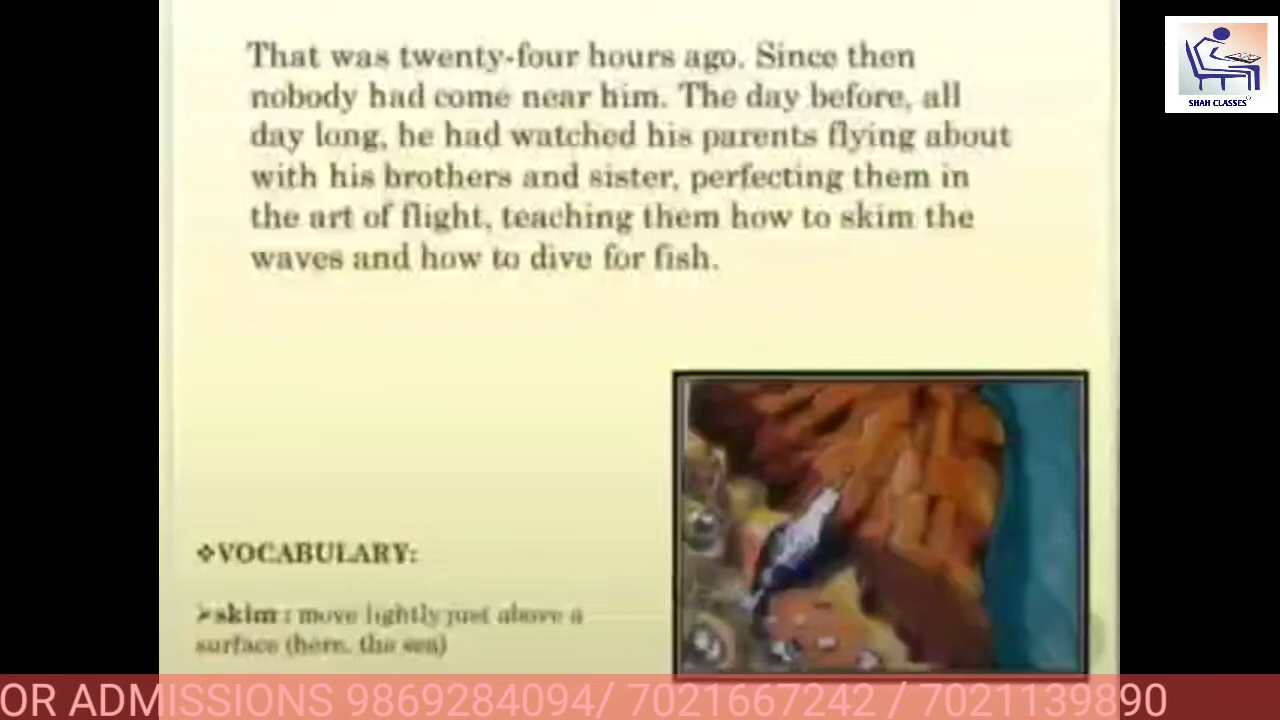 That was twenty-four hours ago. Since then
nobody had come near him. The day before, all
day long, he had watched his parents flying about
with his brothers and sister, perfecting them in
the art of flight, teaching them how to skim the
waves and how to dive for fish.
SHAH CLASSES
❖VOCABULARY:
➢skim : move lightly just above a
surface (here, the sea)
OR ADMISSIONS 9869284094/ 7021667242 / 7021139890